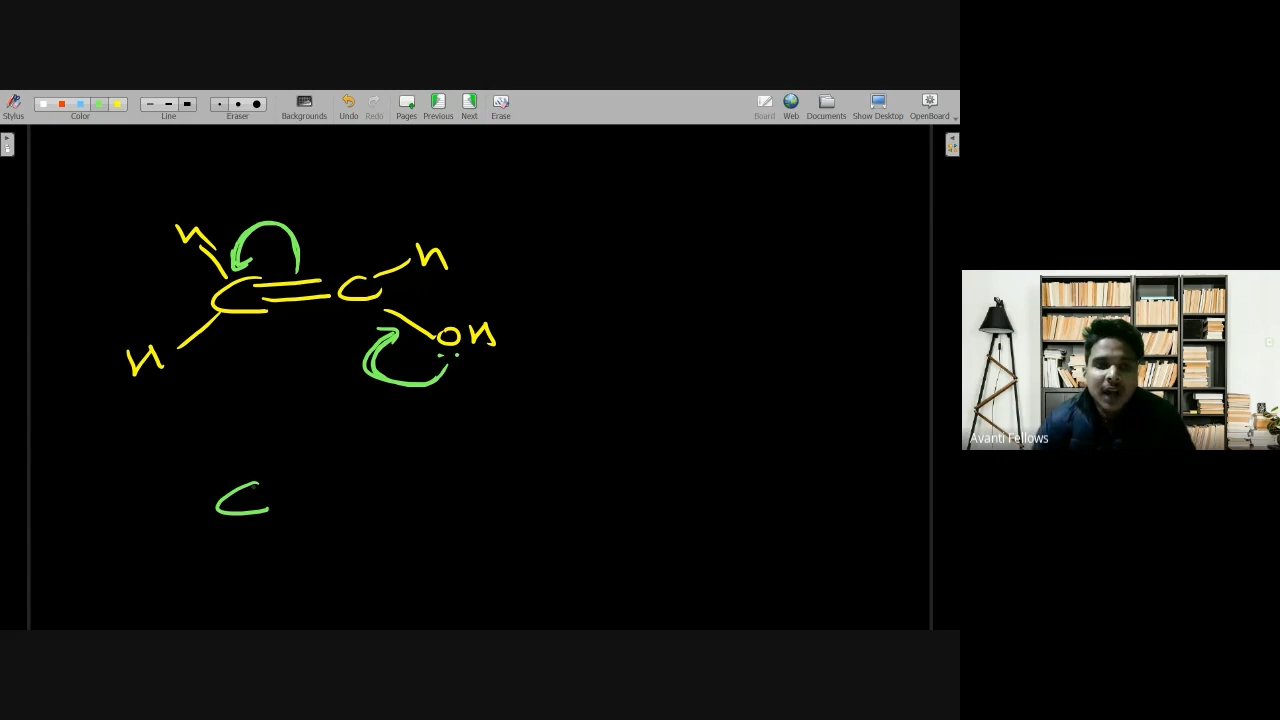 Stylus Color Line Eraser Backgrounds Undo Redo Pages Previous Next Erase Board Web Documents Show Desktop OpenBoard
H H
C = C
OH
H
C
Avanti Fellows